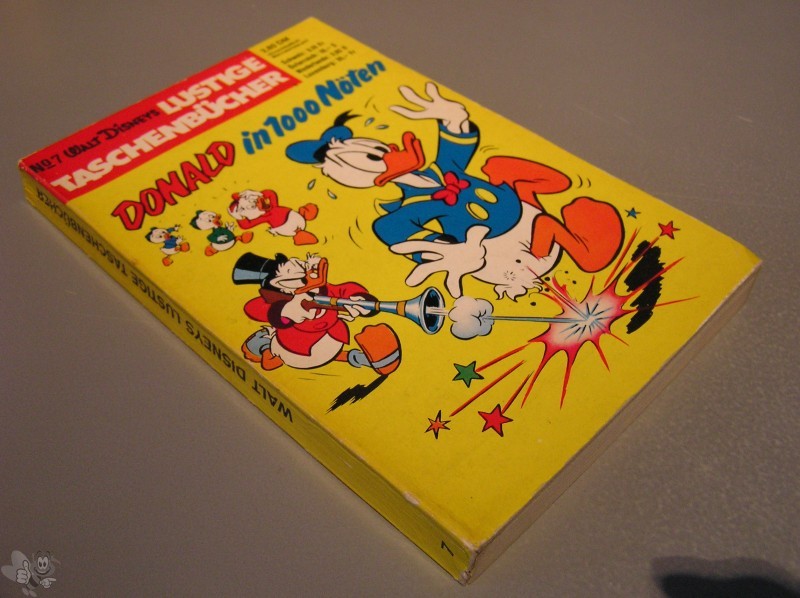 No. 7 WALT DISNEYS LUSTIGE
TASCHENBÜCHER
DONALD in 1000 Nöten
WALT DISNEYS LUSTIGE TASCHENBÜCHER
7